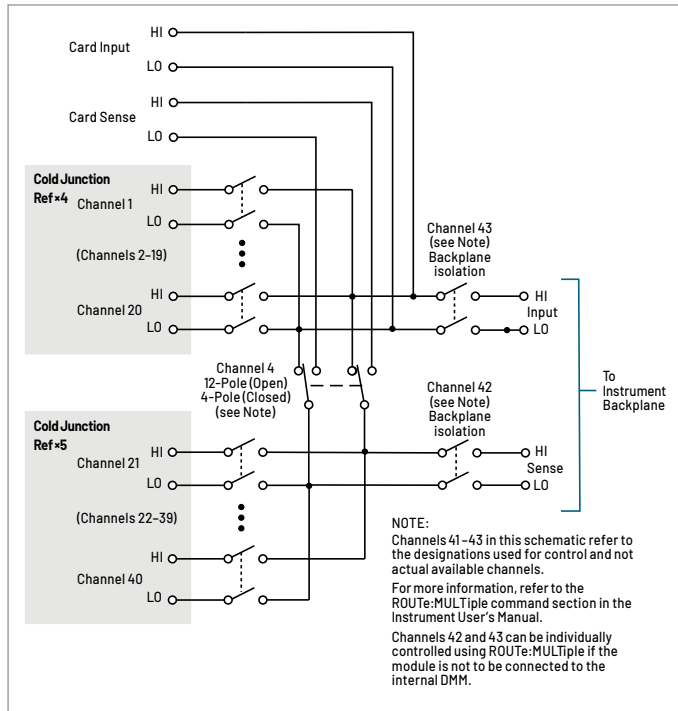 Card Input
HI
LO
Card Sense
HI
LO
Cold Junction
Ref×4
Channel 1
HI
LO
(Channels 2–19)
Channel 20
HI
LO
Channel 43
(see Note)
Backplane
isolation
HI
Input
LO
Channel 4
12-Pole (Open)
4-Pole (Closed)
(see Note)
Channel 42
(see Note)
Backplane
isolation
To
Instrument
Backplane
Cold Junction
Ref×5
Channel 21
HI
LO
(Channels 22–39)
Channel 40
HI
LO
HI
Sense
LO
NOTE:
Channels 41–43 in this schematic refer to
the designations used for control and not
actual available channels.
For more information, refer to the
ROUTe:MULTiple command section in the
Instrument User's Manual.
Channels 42 and 43 can be individually
controlled using ROUTe:MULTiple if the
module is not to be connected to the
internal DMM.